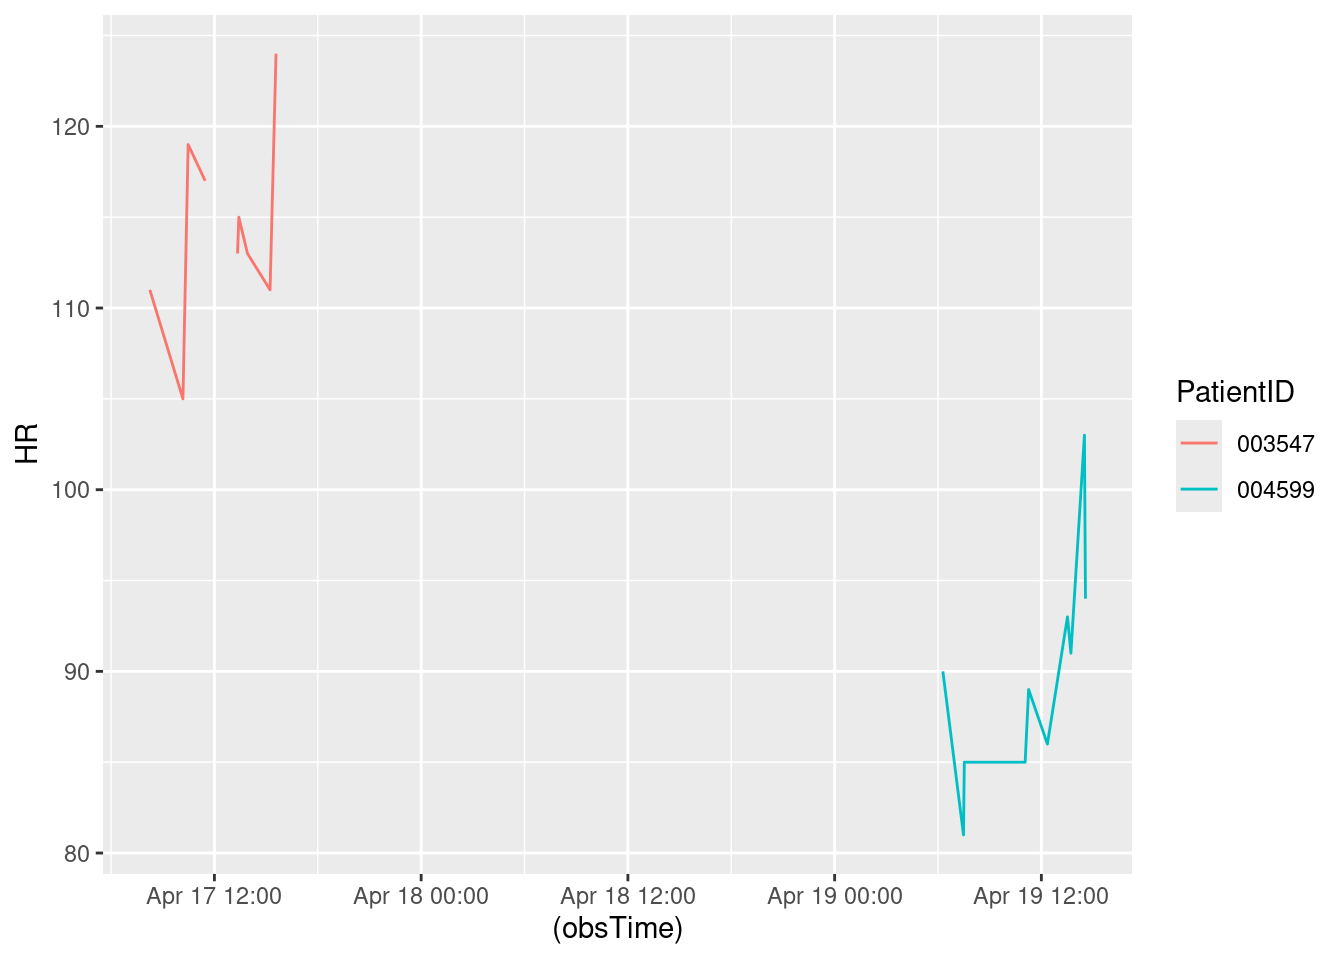 120
110
100
90
80
HR
Apr 17 12:00
Apr 18 00:00
Apr 18 12:00
Apr 19 00:00
Apr 19 12:00
(obsTime)
PatientID
003547
004599